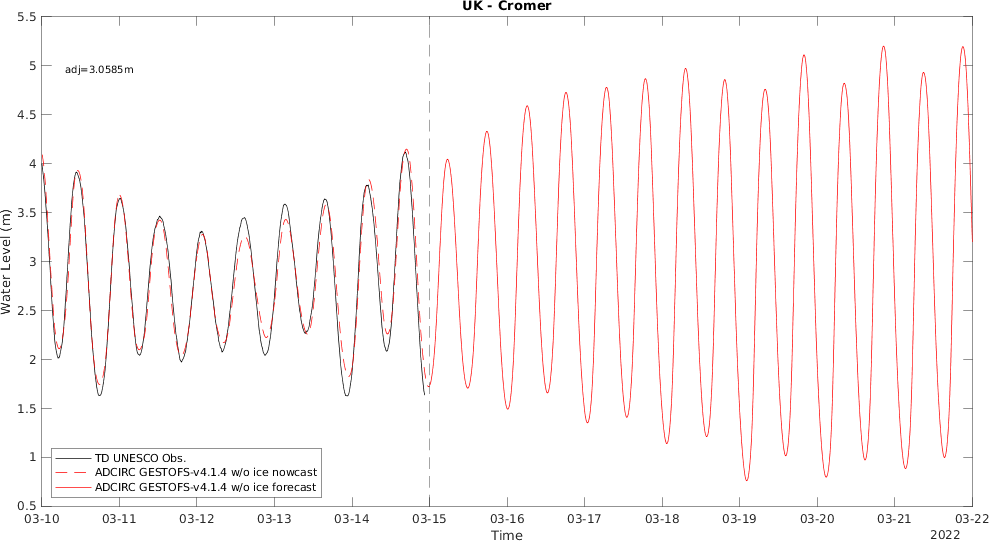 UK - Cromer
5.5
5
4.5
4
3.5
3
2.5
2
1.5
1
0.5
Water Level (m)
adj=3.0585m
TD UNESCO Obs.
ADCIRC GESTOFS-v4.1.4 w/o ice nowcast
ADCIRC GESTOFS-v4.1.4 w/o ice forecast
03-10 03-11 03-12 03-13 03-14 03-15 03-16 03-17 03-18 03-19 03-20 03-21 03-22
Time
2022